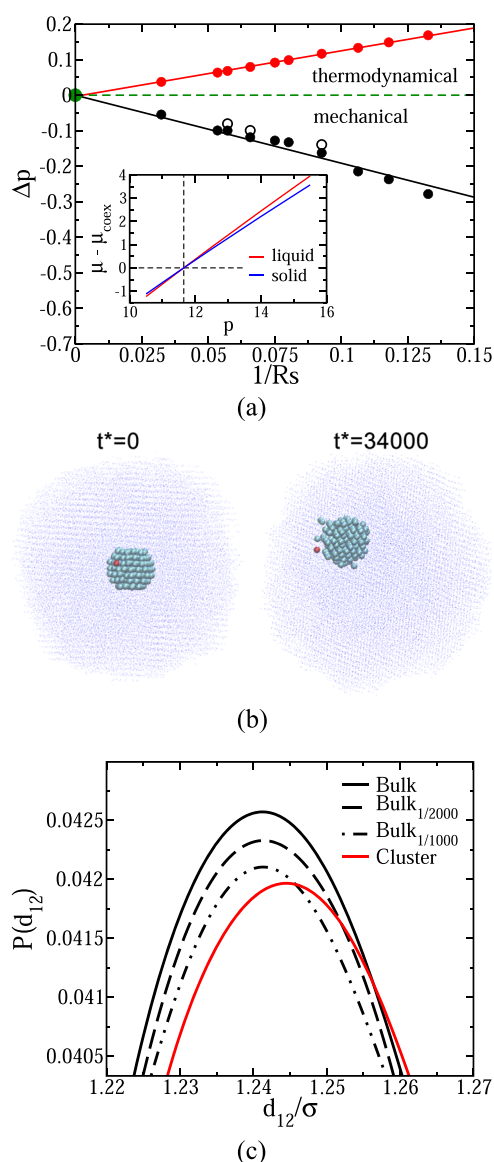 0.2
0.1
0
-0.1
-0.2
-0.3
-0.4
-0.5
-0.6
-0.7
Δp
thermodynamical
mechanical
4
3
2
1
0
-1
μ - μcoex
liquid
solid
10 12 14 16
p
0 0.025 0.05 0.075 0.1 0.125 0.15
1/Rs
(a)
t*=0 t*=34000
(b)
Bulk
Bulk1/2000
Bulk1/1000
Cluster
0.0425
0.042
0.0415
0.041
0.0405
P(d12)
1.22 1.23 1.24 1.25 1.26 1.27
d12/σ
(c)